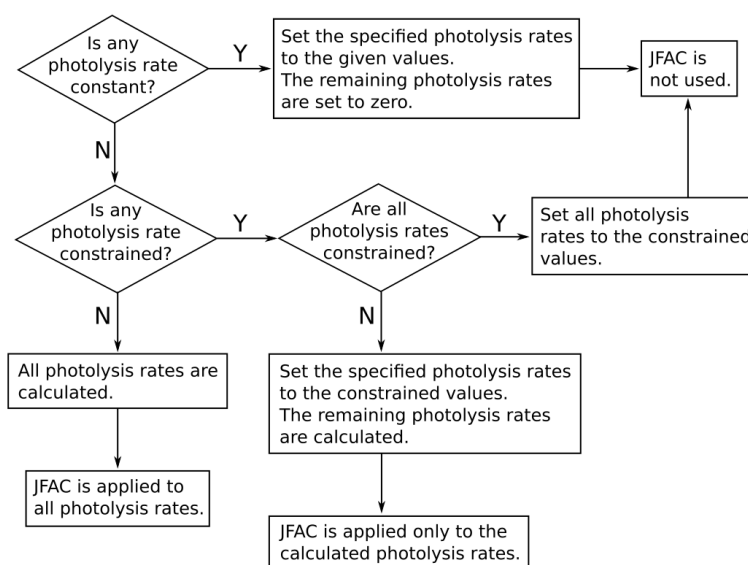 Is any
photolysis rate
constant?
Y
Set the specified photolysis rates
to the given values.
The remaining photolysis rates
are set to zero.
JFAC is
not used.
N
Is any
photolysis rate
constrained?
Y
Are all
photolysis rates
constrained?
Y
Set all photolysis
rates to the constrained
values.
N
N
All photolysis rates are
calculated.
Set the specified photolysis rates
to the constrained values.
The remaining photolysis rates
are calculated.
JFAC is applied to
all photolysis rates.
JFAC is applied only to the
calculated photolysis rates.